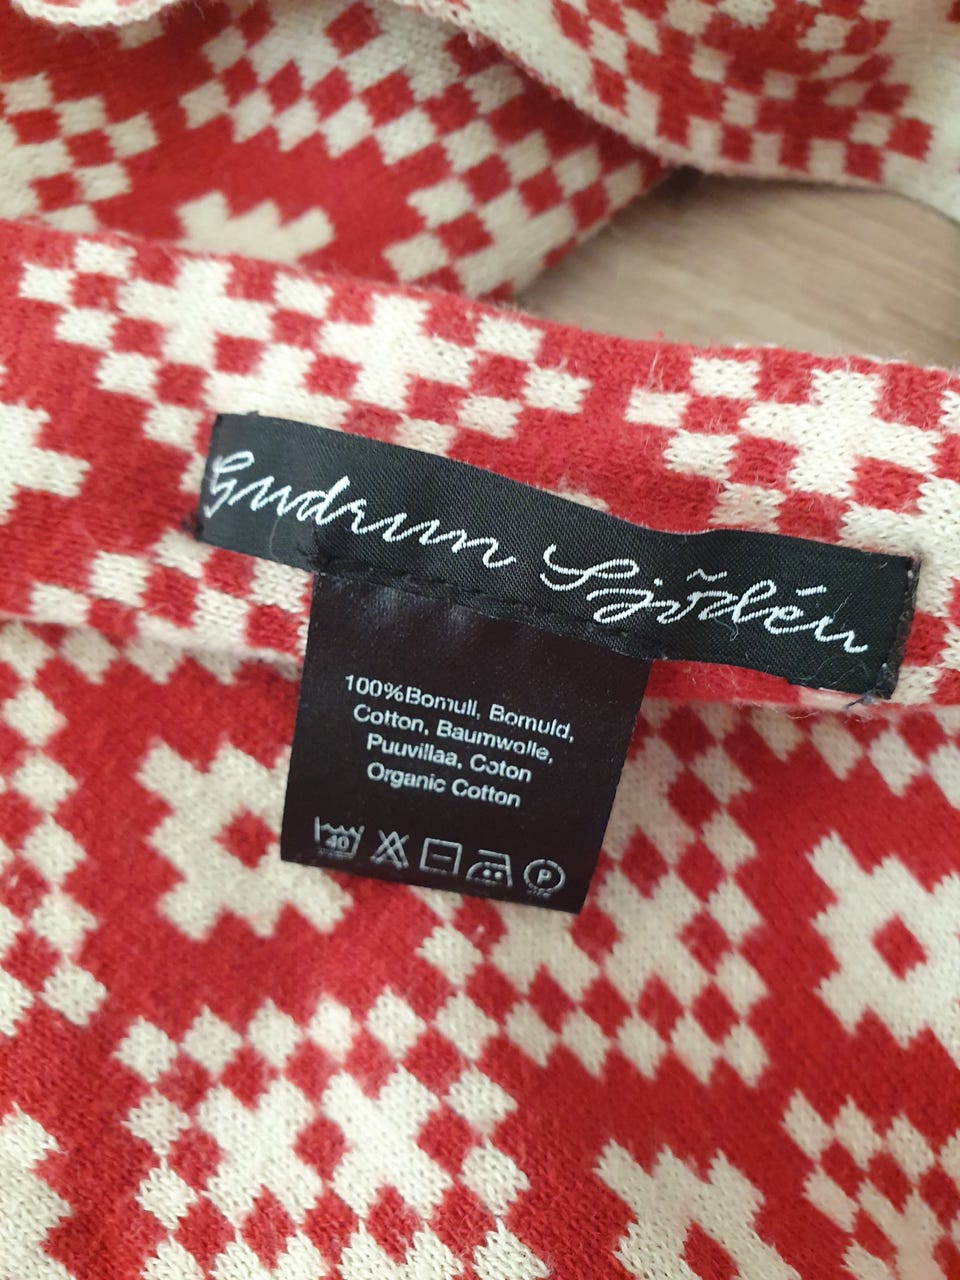 Gudrun Sjödén
100%Bomull, Bomuld,
Cotton, Baumwolle,
Puuvillaa, Coton
Organic Cotton
40
P